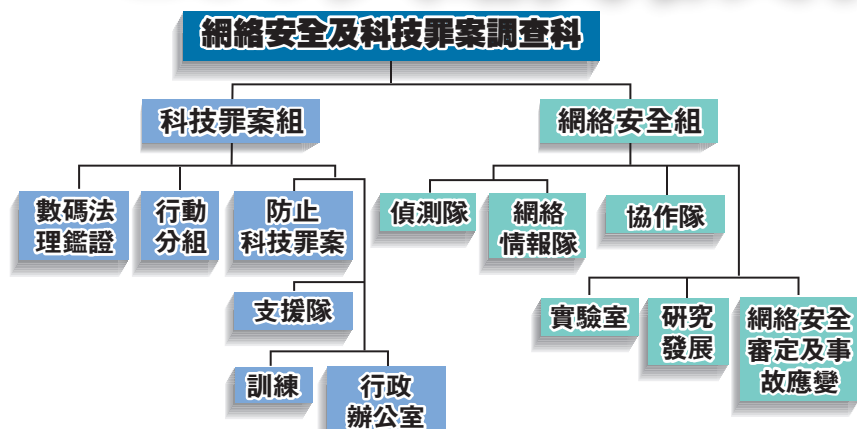 網絡安全及科技罪案調查科
科技罪案組
網絡安全組
數碼法
理鑑證
行動
分組
防止
科技罪案
偵測隊
網絡
情報隊
協作隊
支援隊
實驗室
研究
發展
網絡安全
審定及事
故應變
訓練
行政
辦公室